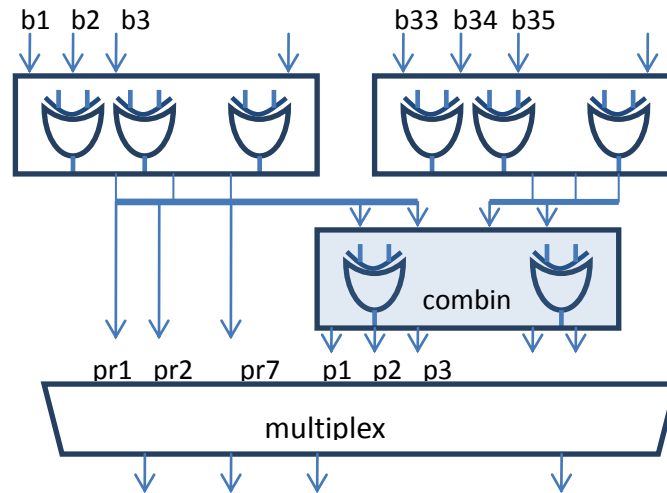 b1 b2 b3 b33 b34 b35
combin
pr1 pr2 pr7 p1 p2 p3
multiplex